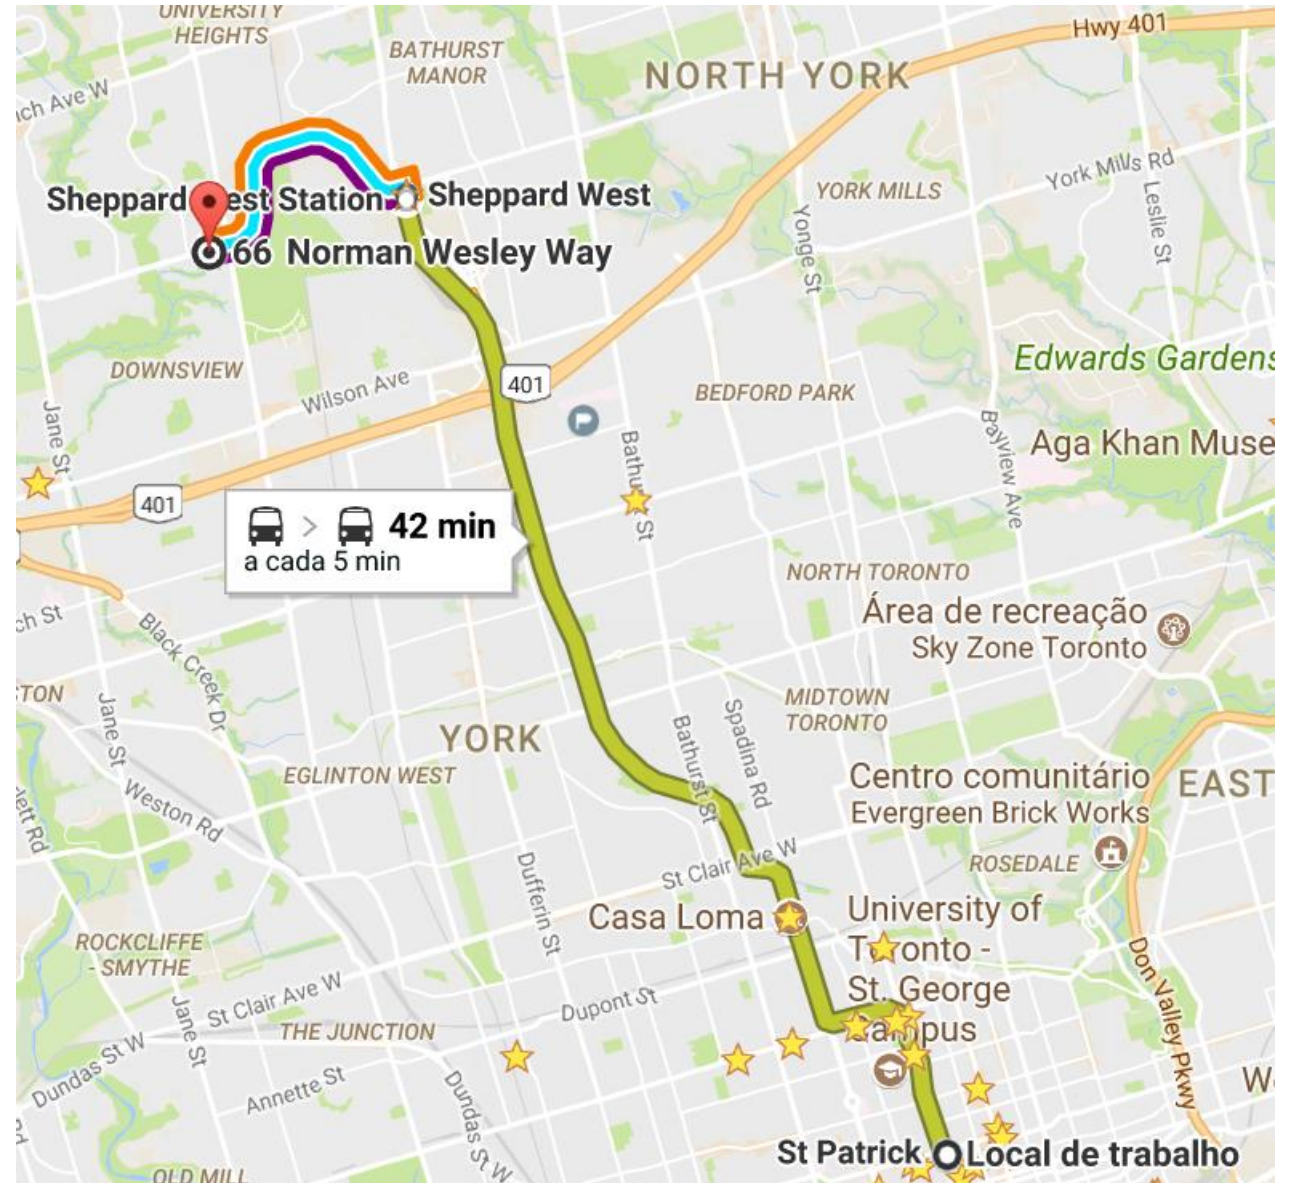 UNIVERSITY
HEIGHTS
BATHURST
MANOR
NORTH YORK
Hwy 401
Ave W
Sheppard West Station
Sheppard West
66 Norman Wesley Way
YORK MILLS
York Mills Rd
Leslie St
Yonge St
DOWNSVIEW
Wilson Ave
401
BEDFORD PARK
Edwards Gardens
Jane St
Bathurst St
Bayview Ave
Aga Khan Muse
401
42 min
a cada 5 min
NORTH TORONTO
Área de recreação
Sky Zone Toronto
ch St
Black Creek Dr
TON
Jane St
MIDTOWN
TORONTO
YORK
Bathurst St
Spadina Rd
EGLINTON WEST
Weston Rd
Centro comunitário
Evergreen Brick Works
EAST
lett Rd
St Clair Ave W
ROSEDALE
Dufferin St
Casa Loma
University of
Toronto -
St. George
Campus
ROCKCLIFFE
- SMYTHE
St Clair Ave W
Jane St
Dupont St
Don Valley Pkwy
THE JUNCTION
Dundas St W
Annette St
Dundas St W
W
St Patrick
Local de trabalho
OLD MILL